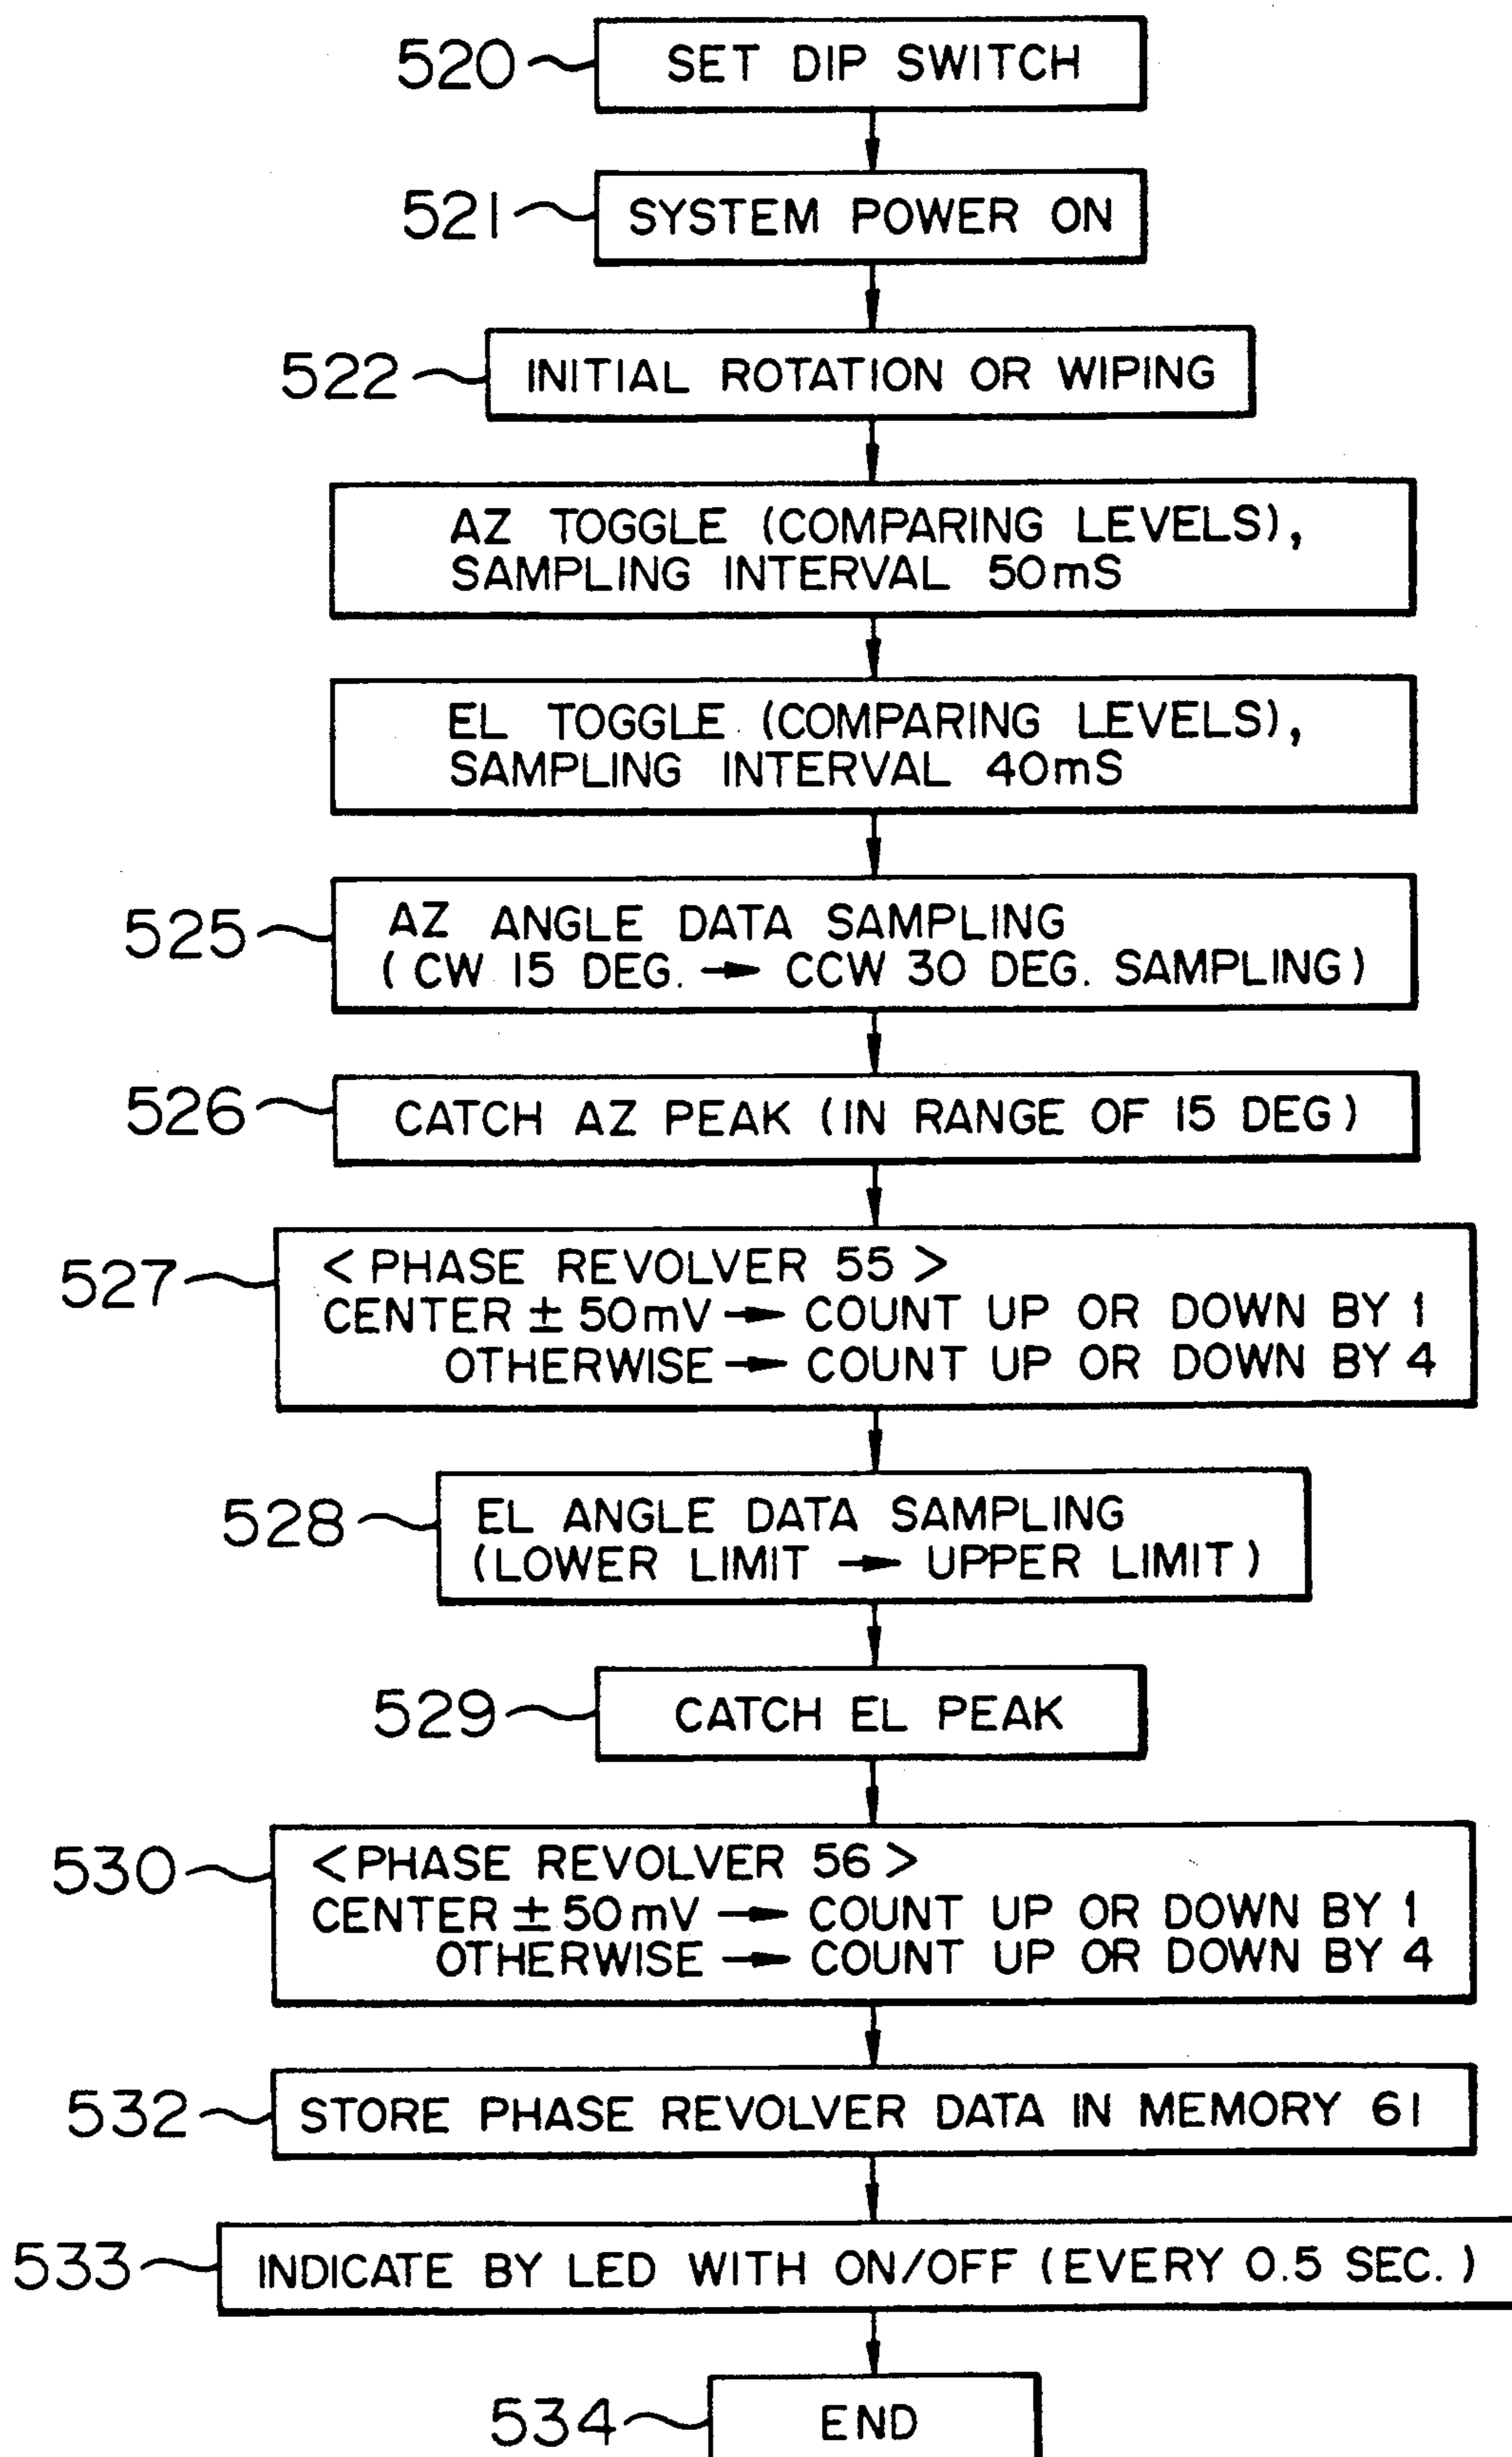 520 SET DIP SWITCH
521 SYSTEM POWER ON
522 INITIAL ROTATION OR WIPING
AZ TOGGLE (COMPARING LEVELS),
SAMPLING INTERVAL 50mS
EL TOGGLE (COMPARING LEVELS),
SAMPLING INTERVAL 40mS
525 AZ ANGLE DATA SAMPLING
(CW 15 DEG. → CCW 30 DEG. SAMPLING)
526 CATCH AZ PEAK (IN RANGE OF 15 DEG)
527 <PHASE REVOLVER 55>
CENTER ± 50mV → COUNT UP OR DOWN BY 1
OTHERWISE → COUNT UP OR DOWN BY 4
528 EL ANGLE DATA SAMPLING
(LOWER LIMIT → UPPER LIMIT)
529 CATCH EL PEAK
530 <PHASE REVOLVER 56>
CENTER ± 50mV → COUNT UP OR DOWN BY 1
OTHERWISE → COUNT UP OR DOWN BY 4
532 STORE PHASE REVOLVER DATA IN MEMORY 61
533 INDICATE BY LED WITH ON/OFF (EVERY 0.5 SEC.)
534 END